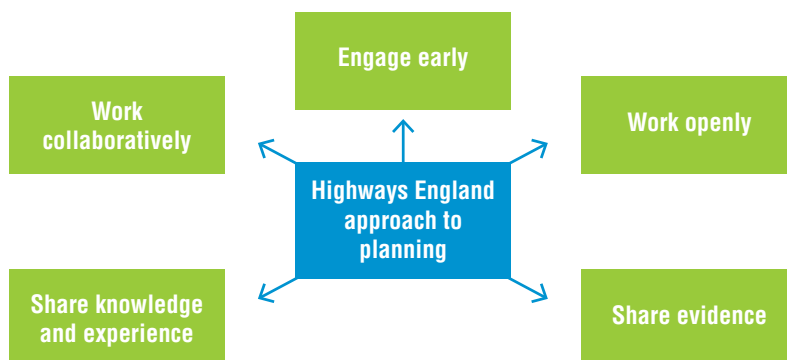 Engage early
Work
collaboratively
Work openly
Highways England
approach to
planning
Share knowledge
and experience
Share evidence